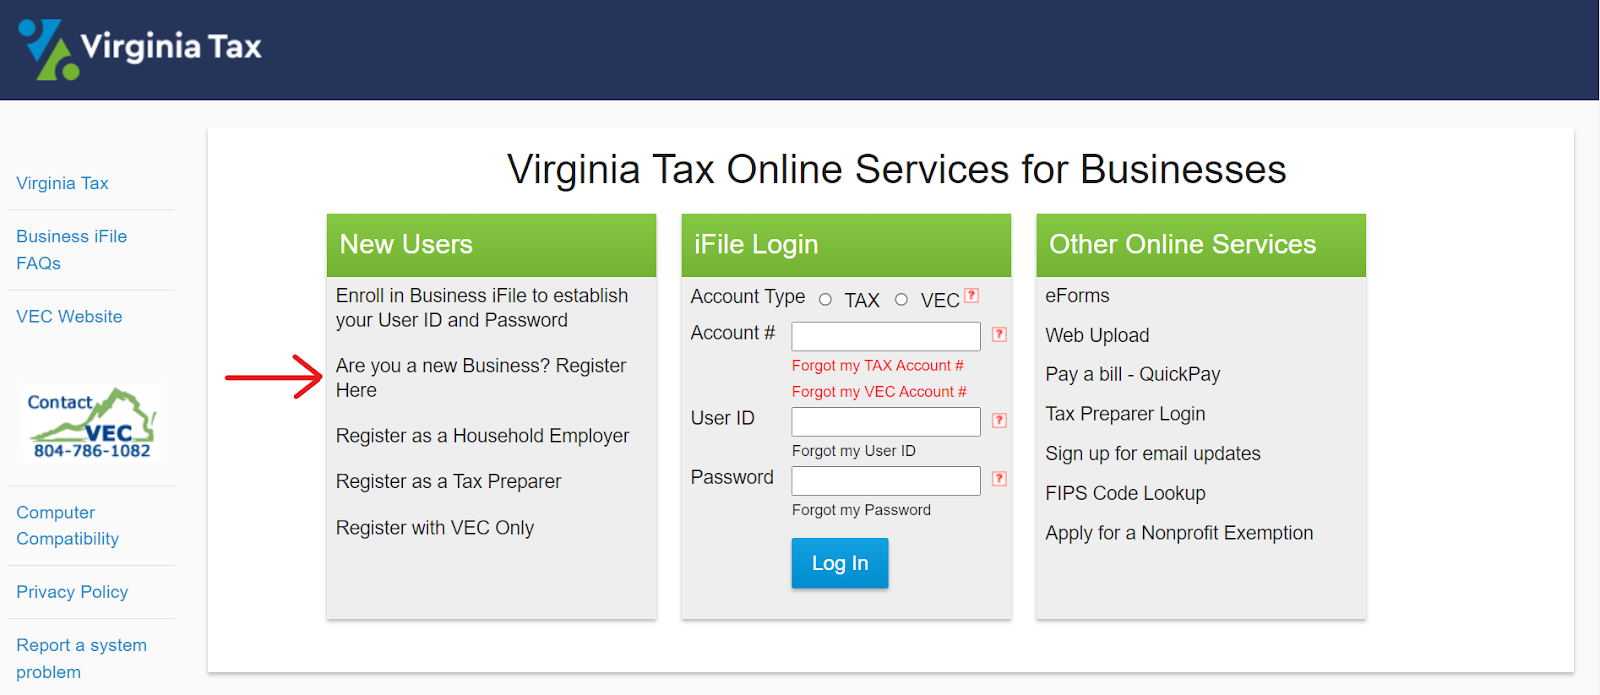 Virginia Tax
Virginia Tax
Business iFile
FAQs
VEC Website
Contact
VEC
804-786-1082
Computer
Compatibility
Privacy Policy
Report a system
problem
Virginia Tax Online Services for Businesses
New Users
Enroll in Business iFile to establish
your User ID and Password
Are you a new Business? Register
Here
Register as a Household Employer
Register as a Tax Preparer
Register with VEC Only
iFile Login
Account Type TAX VEC ?
Account # ?
Forgot my TAX Account #
Forgot my VEC Account #
User ID ?
Forgot my User ID
Password ?
Forgot my Password
Log In
Other Online Services
eForms
Web Upload
Pay a bill - QuickPay
Tax Preparer Login
Sign up for email updates
FIPS Code Lookup
Apply for a Nonprofit Exemption